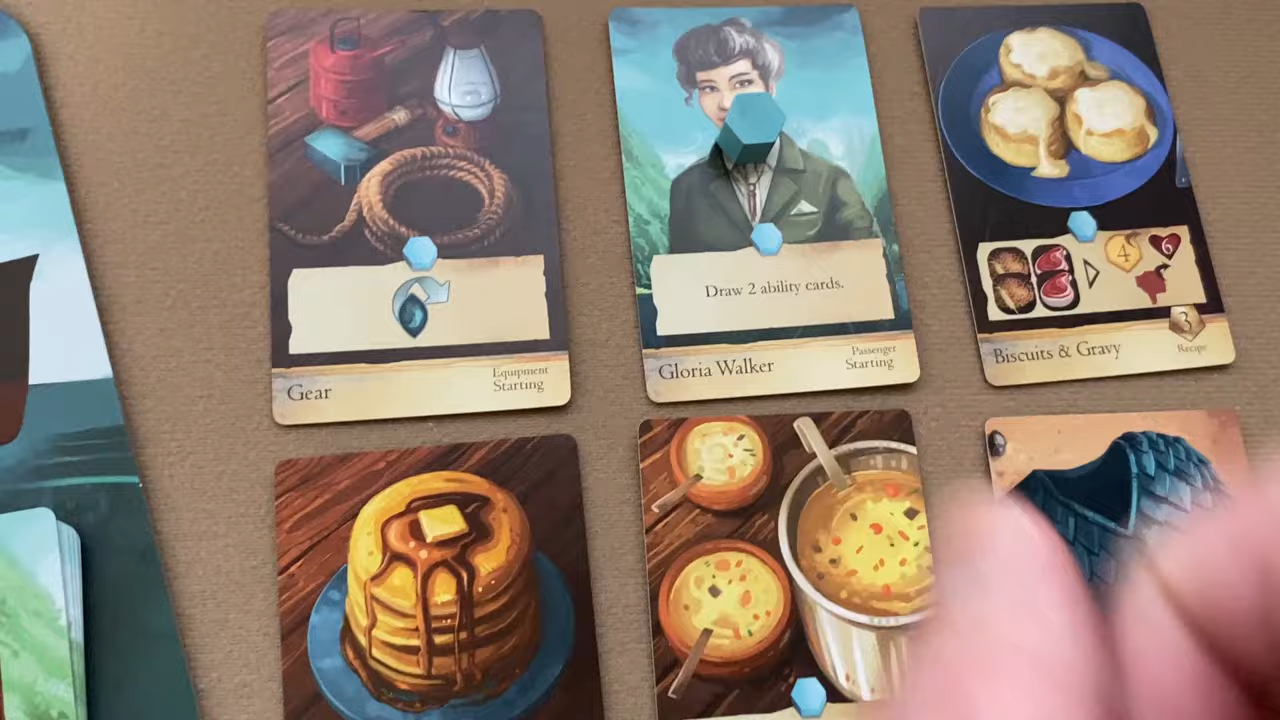 Gear
Equipment
Starting
Draw 2 ability cards.
Gloria Walker
Passenger
Starting
4
6
3
Biscuits & Gravy
Recipe